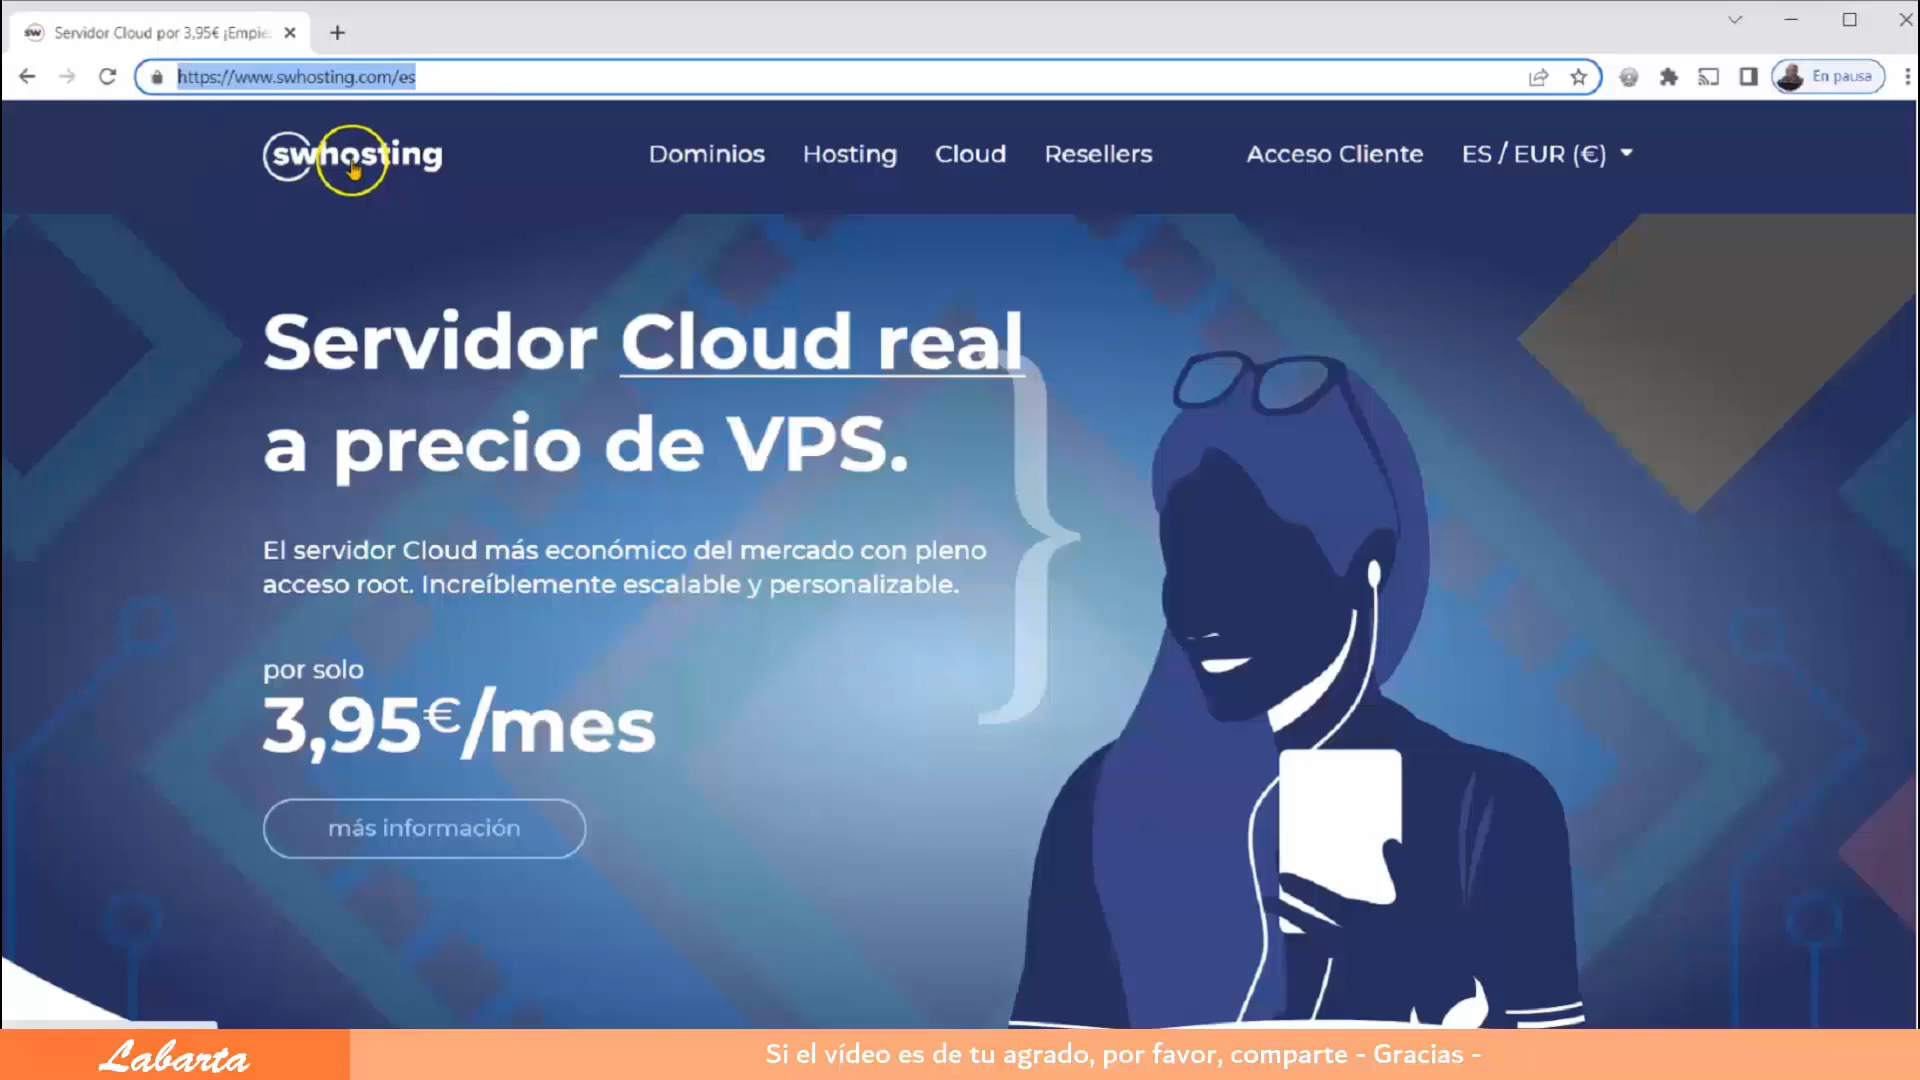 sw Servidor Cloud por 3,95€ ¡Empie
https://www.swhosting.com/es
En pausa
swhosting
Dominios Hosting Cloud Resellers Acceso Cliente ES / EUR (€)
Servidor Cloud real
a precio de VPS.
El servidor Cloud más económico del mercado con pleno
acceso root. Increíblemente escalable y personalizable.
por solo
3,95€/mes
más información
Labarta
Si el vídeo es de tu agrado, por favor, comparte - Gracias -